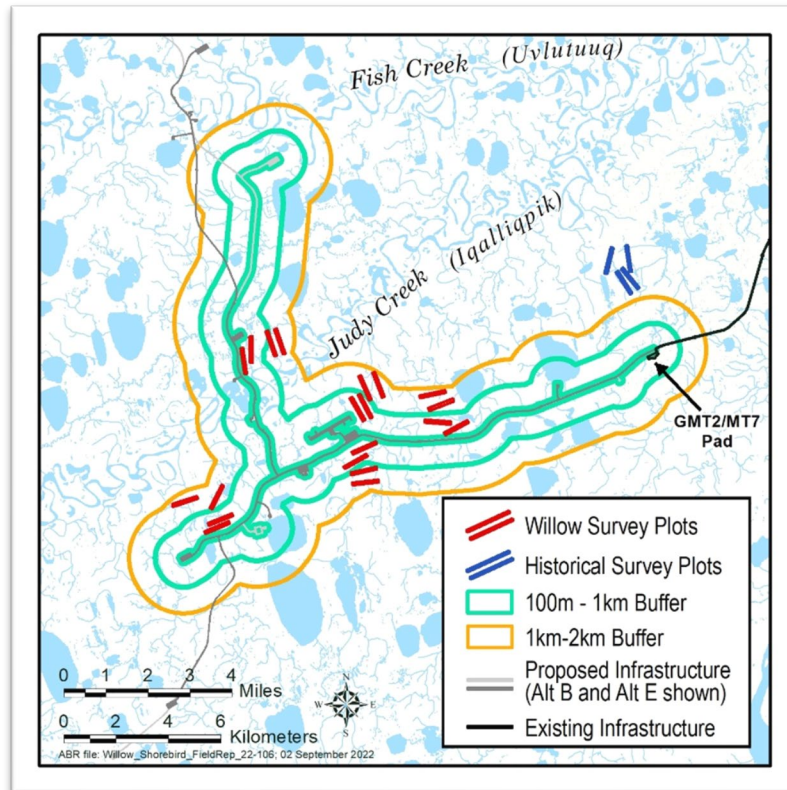 Fish Creek (Uvlutuuq)
Judy Creek (Iqalliqpik)
GMT2/MT7
Pad
Willow Survey Plots
Historical Survey Plots
100m - 1km Buffer
1km-2km Buffer
Proposed Infrastructure
(Alt B and Alt E shown)
Existing Infrastructure
0 1 2 3 4
Miles
0 2 4 6
Kilometers
N
W E
S
ABR file: Willow_Shorebird_FieldRep_22-106; 02 September 2022